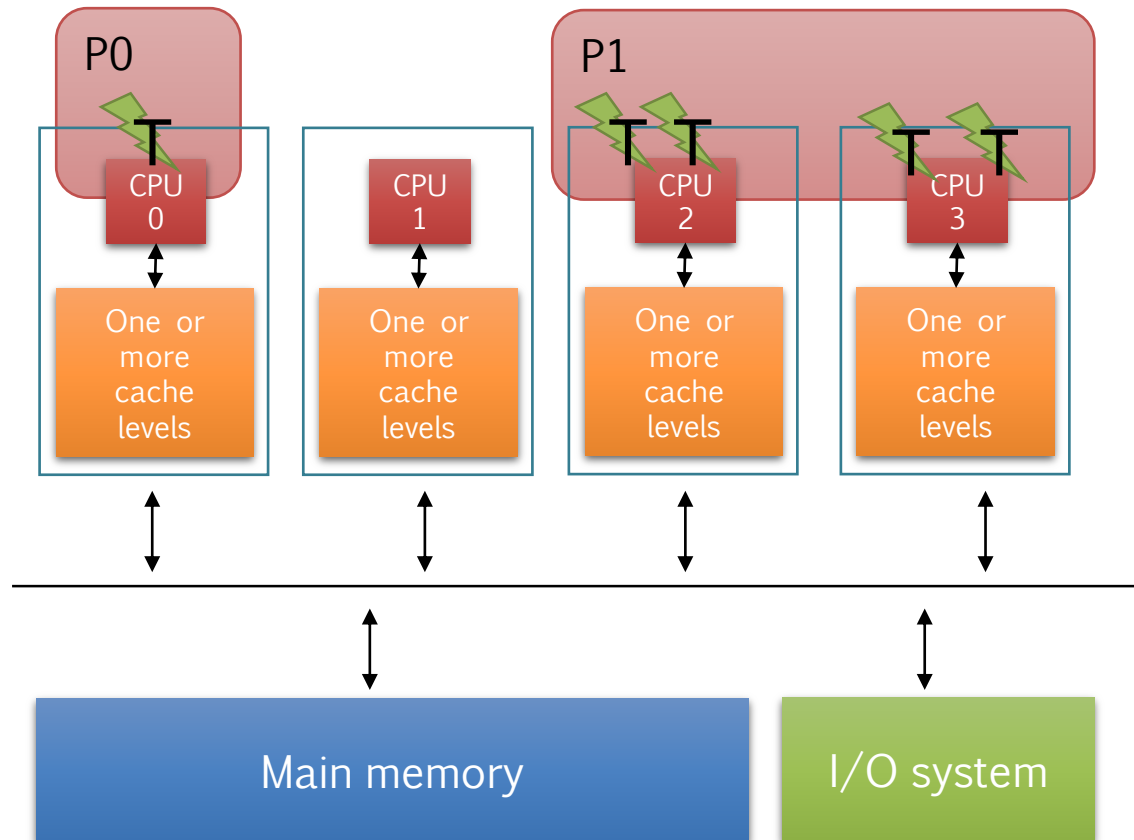 P0
P1
T
T
T
T
T
CPU
0
CPU
1
CPU
2
CPU
3
One or
more
cache
levels
One or
more
cache
levels
One or
more
cache
levels
One or
more
cache
levels
Main memory
I/O system